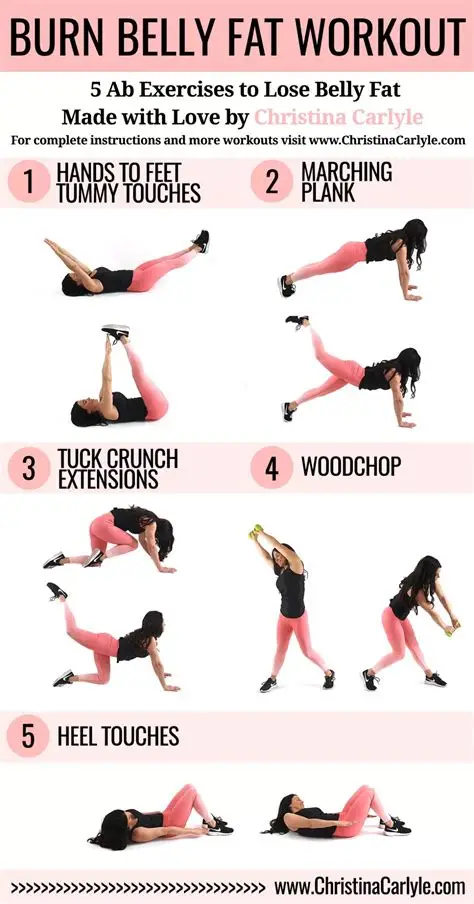 BURN BELLY FAT WORKOUT
5 Ab Exercises to Lose Belly Fat
Made with Love by Christina Carlyle
For complete instructions and more workouts visit www.ChristinaCarlyle.com
1 HANDS TO FEET
TUMMY TOUCHES
2 MARCHING
PLANK
3 TUCK CRUNCH
EXTENSIONS
4 WOODCHOP
5 HEEL TOUCHES
>>>>>>>>>>>>>>>>>>>>>>>>>>>>>> www.ChristinaCarlyle.com